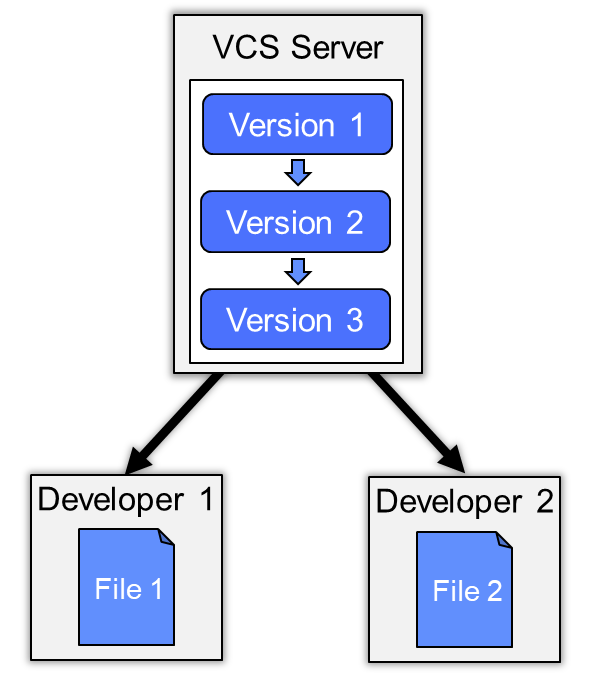 VCS Server
Version 1
Version 2
Version 3
Developer 1
File 1
Developer 2
File 2